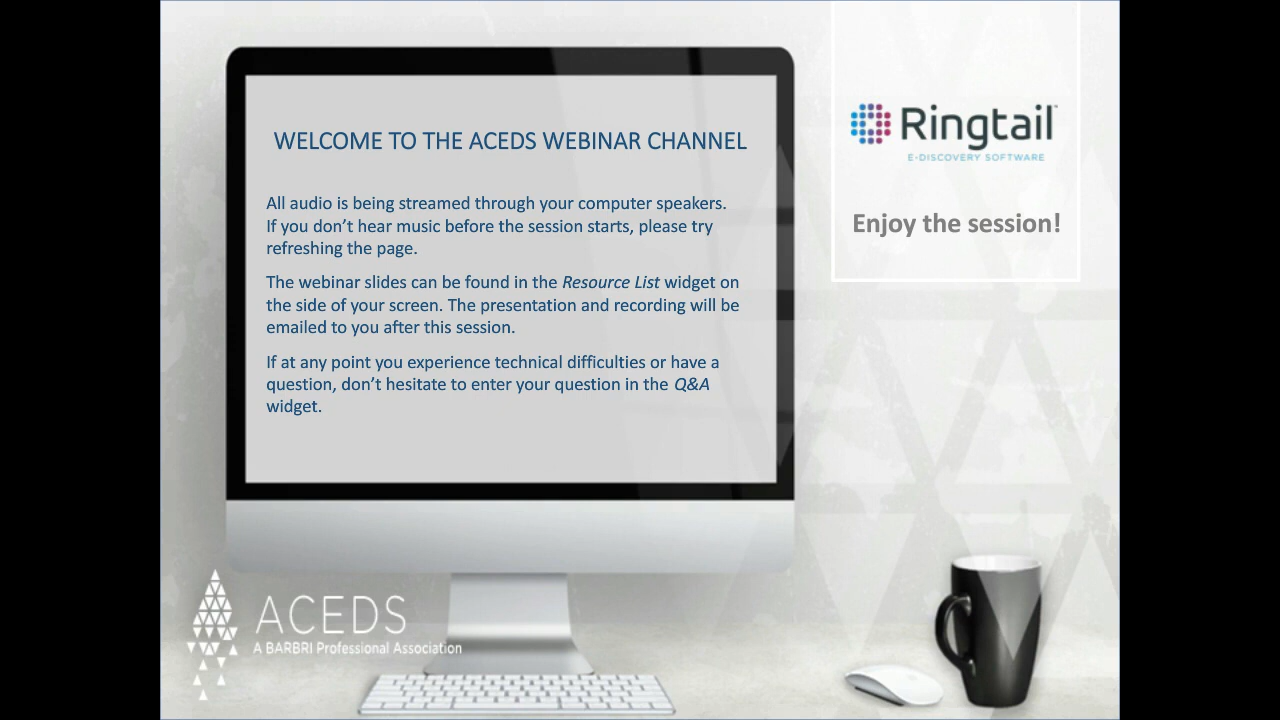 WELCOME TO THE ACEDS WEBINAR CHANNEL
All audio is being streamed through your computer speakers.
If you don't hear music before the session starts, please try
refreshing the page.
The webinar slides can be found in the Resource List widget on
the side of your screen. The presentation and recording will be
emailed to you after this session.
If at any point you experience technical difficulties or have a
question, don't hesitate to enter your question in the Q&A
widget.
Ringtail™
E-DISCOVERY SOFTWARE
Enjoy the session!
ACEDS
A BARBRI Professional Association